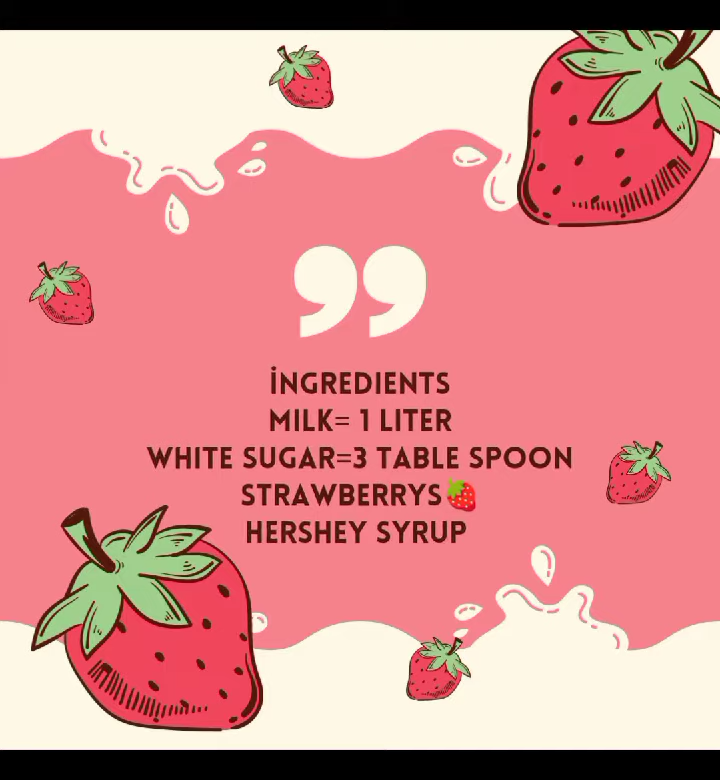 İNGREDIENTS
MILK= 1 LITER
WHITE SUGAR=3 TABLE SPOON
STRAWBERRYS🍓
HERSHEY SYRUP